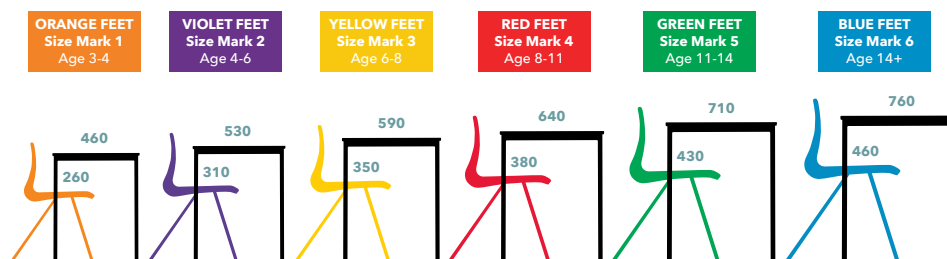 ORANGE FEET
Size Mark 1
Age 3-4
VIOLET FEET
Size Mark 2
Age 4-6
YELLOW FEET
Size Mark 3
Age 6-8
RED FEET
Size Mark 4
Age 8-11
GREEN FEET
Size Mark 5
Age 11-14
BLUE FEET
Size Mark 6
Age 14+
460
260
530
310
590
350
640
380
710
430
760
460